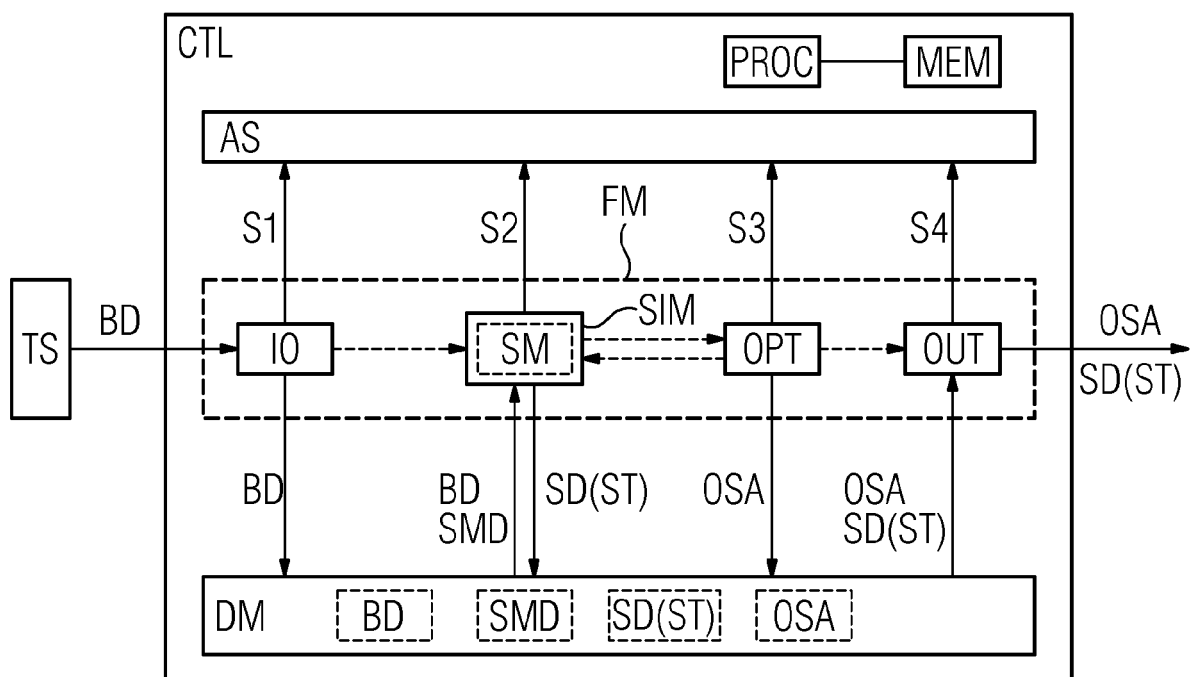 CTL
PROC
MEM
AS
S1
S2
FM
S3
S4
TS
BD
IO
SM
SIM
OPT
OUT
OSA
SD(ST)
BD
BD
SMD
SD(ST)
OSA
OSA
SD(ST)
DM
BD
SMD
SD(ST)
OSA